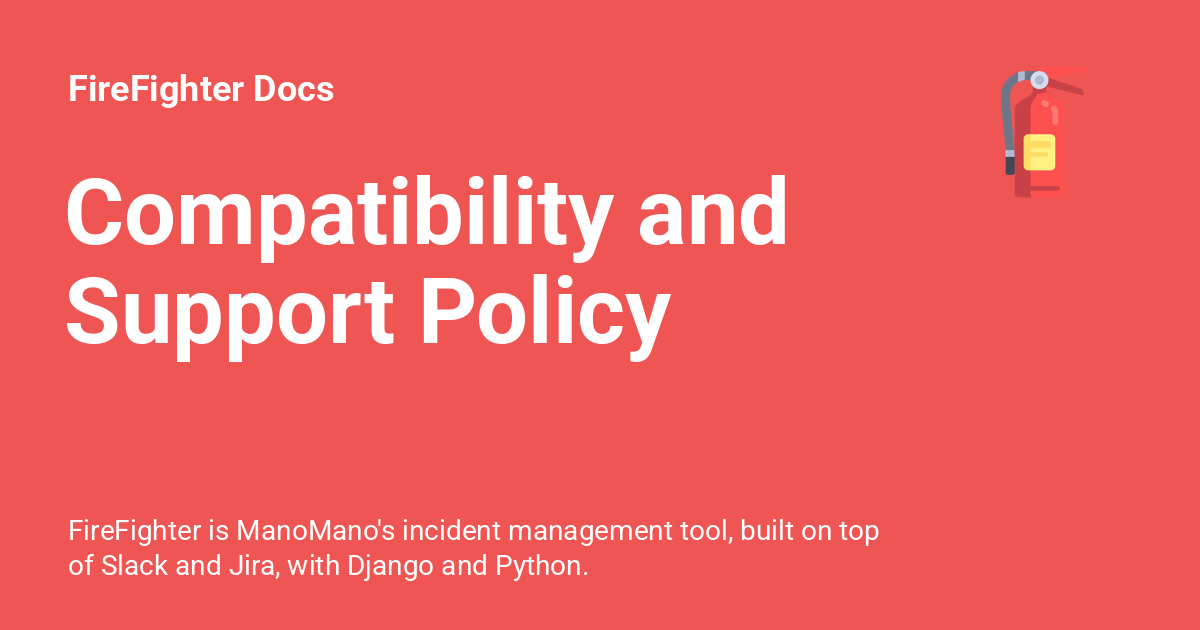 FireFighter Docs
Compatibility and
Support Policy
FireFighter is ManoMano's incident management tool, built on top
of Slack and Jira, with Django and Python.